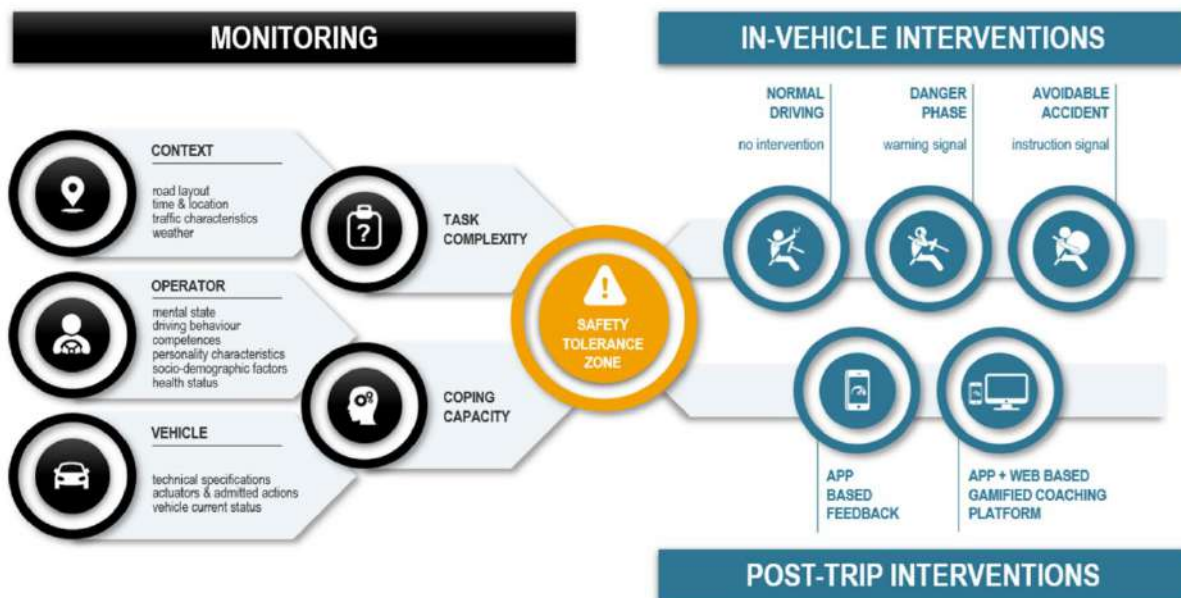 MONITORING
CONTEXT
road layout
time & location
traffic characteristics
weather
OPERATOR
mental state
driving behaviour
competences
personality characteristics
socio-demographic factors
health status
VEHICLE
technical specifications
actuators & admitted actions
vehicle current status
?
TASK
COMPLEXITY
COPING
CAPACITY
!
SAFETY
TOLERANCE
ZONE
IN-VEHICLE INTERVENTIONS
NORMAL
DRIVING
no intervention
DANGER
PHASE
warning signal
AVOIDABLE
ACCIDENT
instruction signal
APP
BASED
FEEDBACK
APP + WEB BASED
GAMIFIED COACHING
PLATFORM
POST-TRIP INTERVENTIONS